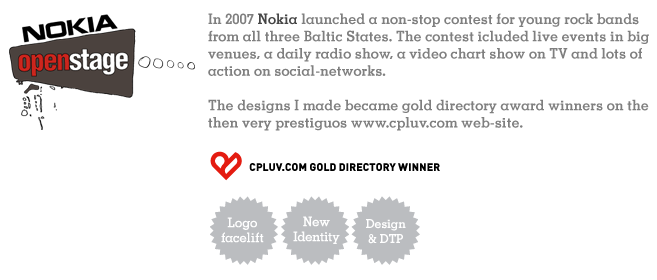 NOKIA
openstage
In 2007 Nokia launched a non-stop contest for young rock bands
from all three Baltic States. The contest icluded live events in big
venues, a daily radio show, a video chart show on TV and lots of
action on social-networks.
The designs I made became gold directory award winners on the
then very prestiguos www.cpluv.com web-site.
CPLUV.COM GOLD DIRECTORY WINNER
Logo
facelift
New
Identity
Design
& DTP